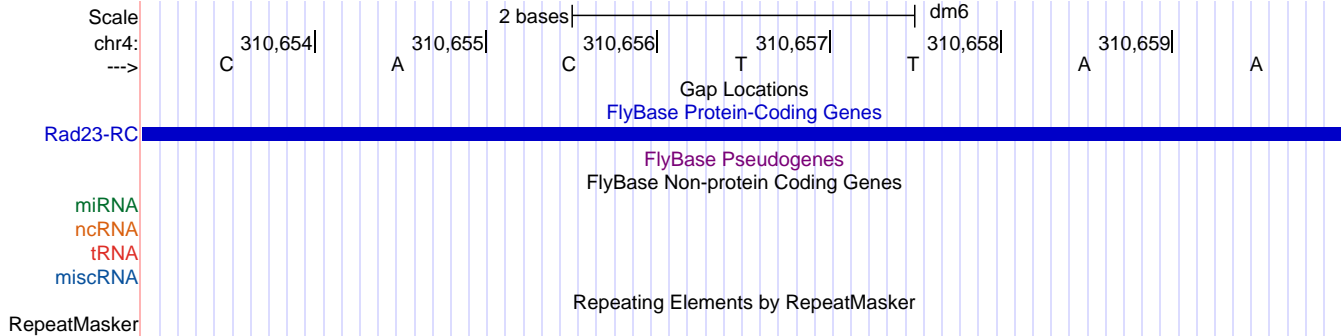 Scale 2 bases dm6
chr4: 310,654 310,655 310,656 310,657 310,658 310,659
---> C A C T T A A
Gap Locations
FlyBase Protein-Coding Genes
Rad23-RC
FlyBase Pseudogenes
FlyBase Non-protein Coding Genes
miRNA
ncRNA
tRNA
miscRNA
Repeating Elements by RepeatMasker
RepeatMasker